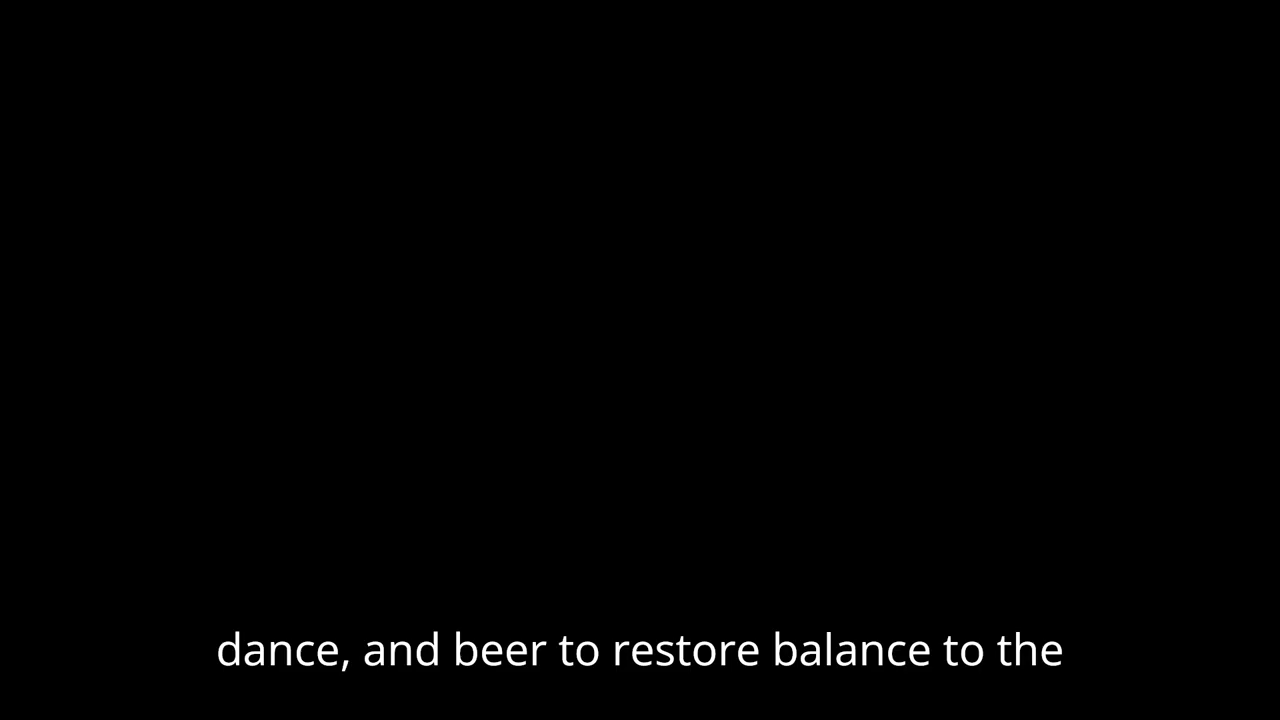 dance, and beer to restore balance to the